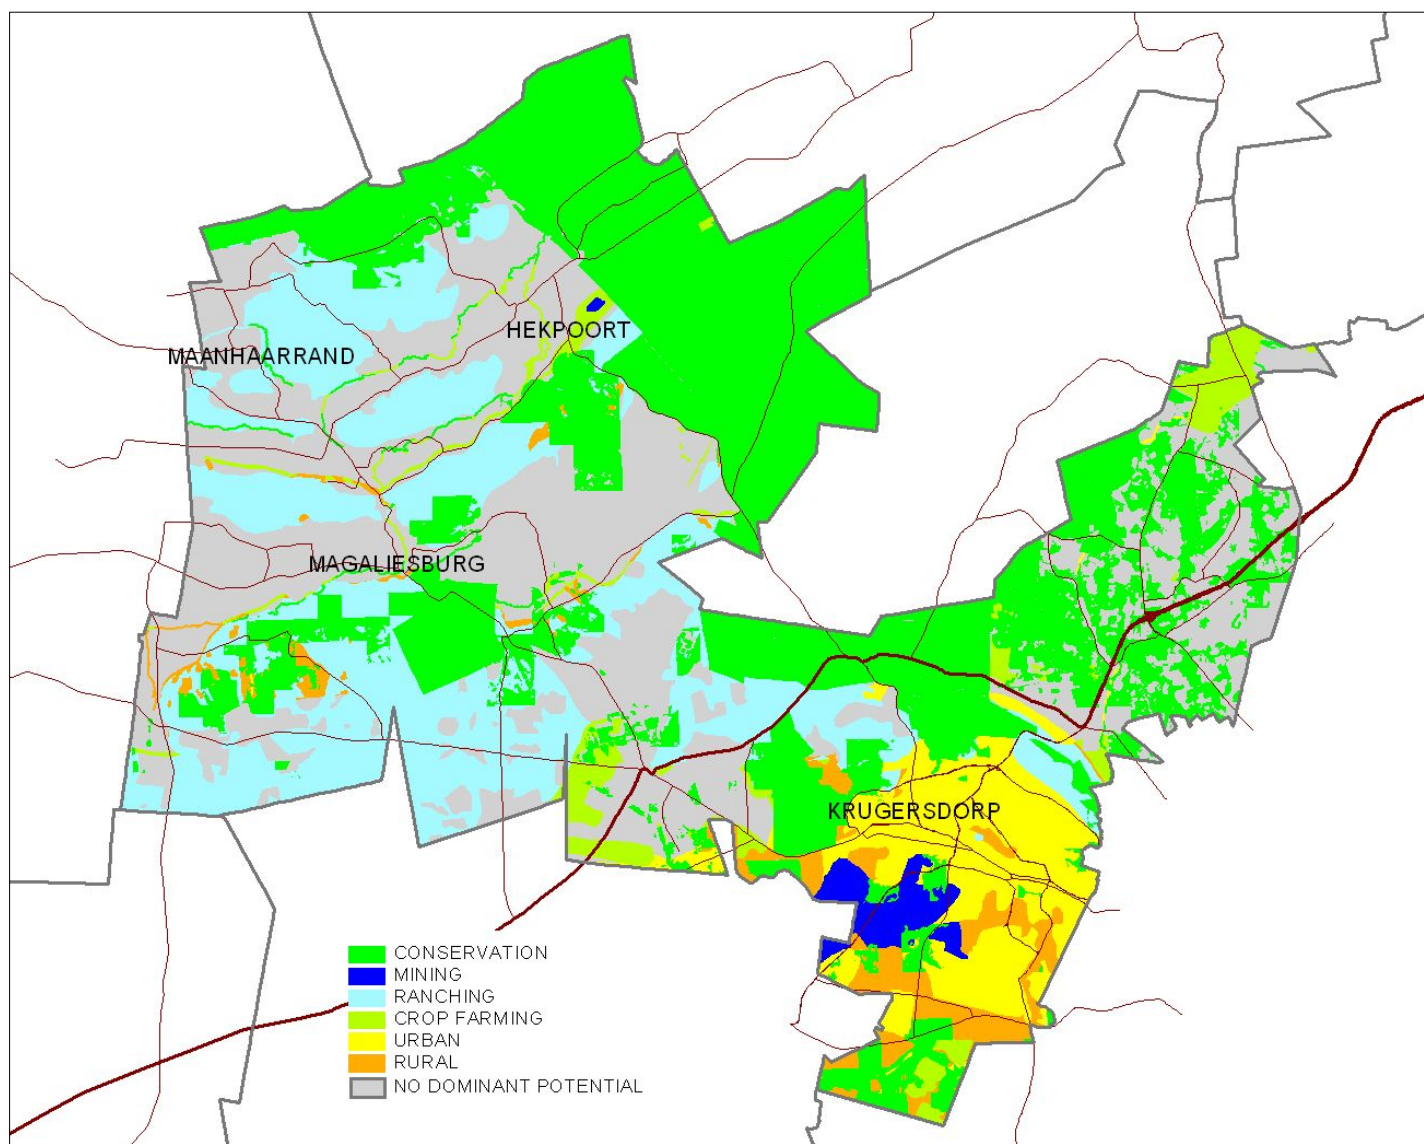 HEKPOORT
MAANHAARRAND
MAGALIESBURG
KRUGERSDORP
CONSERVATION
MINING
RANCHING
CROP FARMING
URBAN
RURAL
NO DOMINANT POTENTIAL